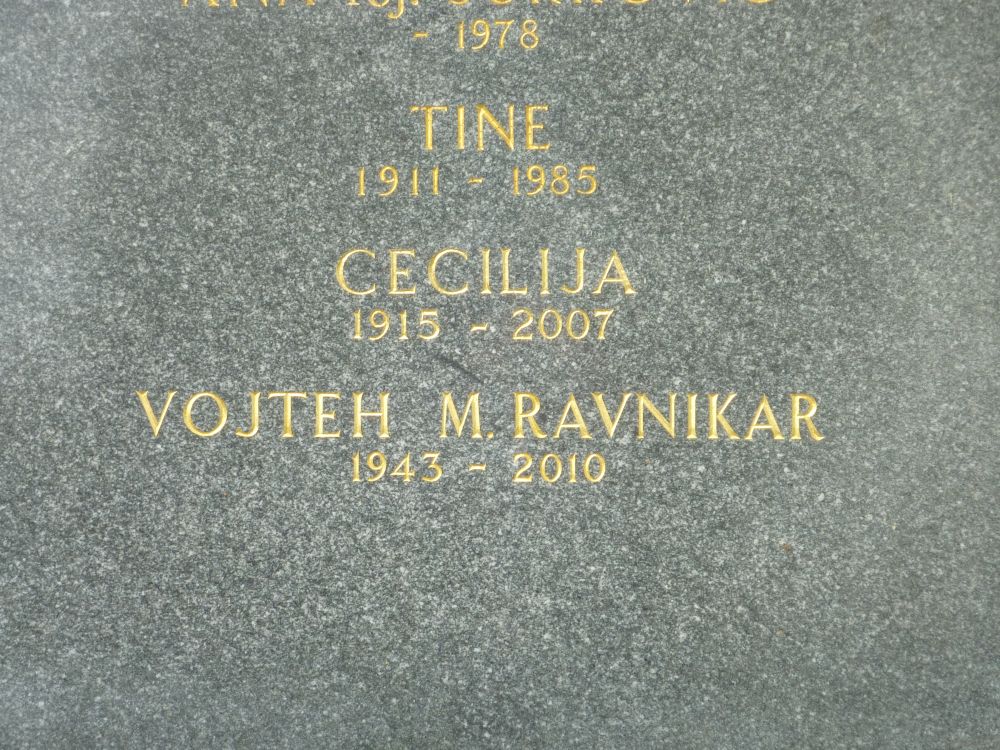 - 1978
TINE
1911 - 1985
CECILIJA
1915 - 2007
VOJTEH M. RAVNIKAR
1943 - 2010